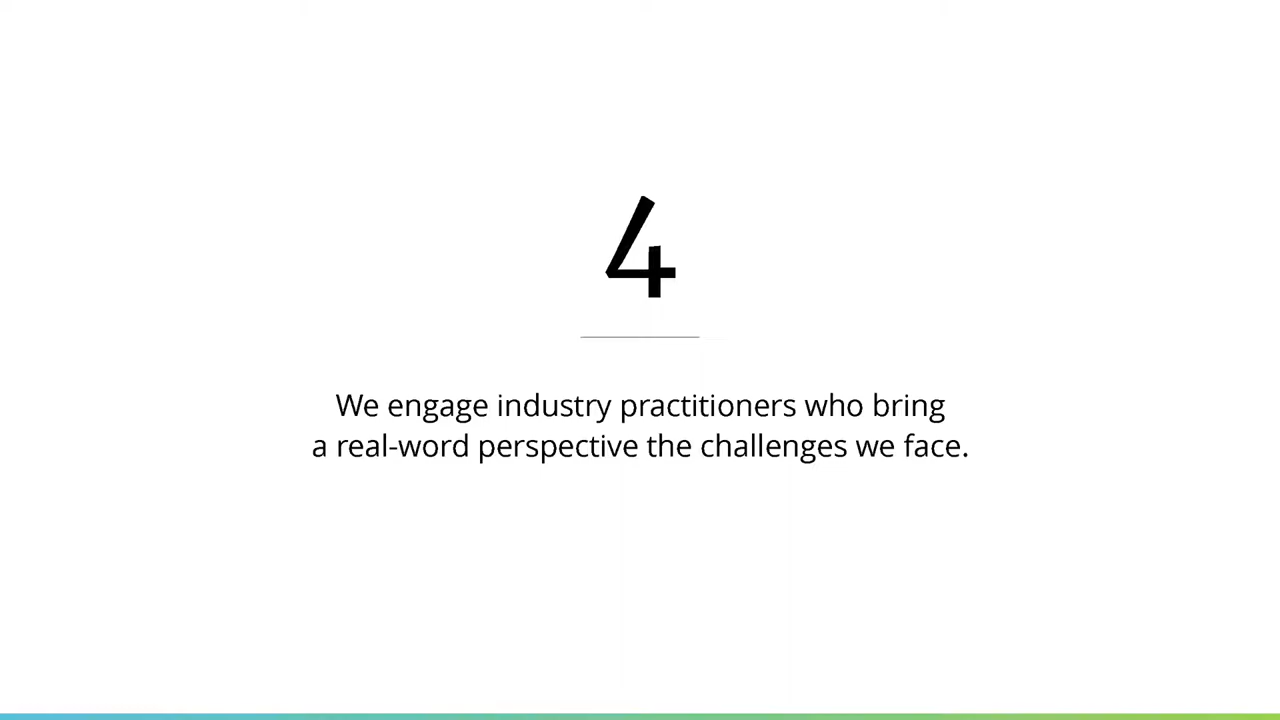 4
We engage industry practitioners who bring
a real-word perspective the challenges we face.